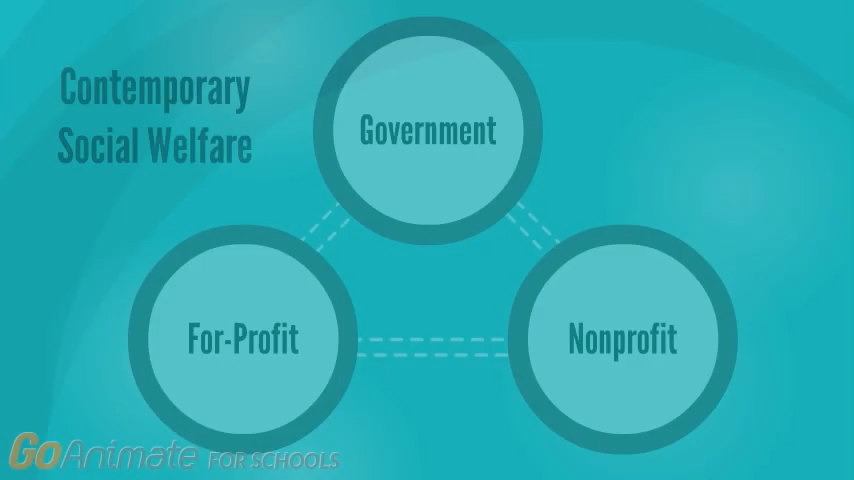 Contemporary
Social Welfare
Government
For-Profit
Nonprofit
GoAnimate FOR SCHOOLS